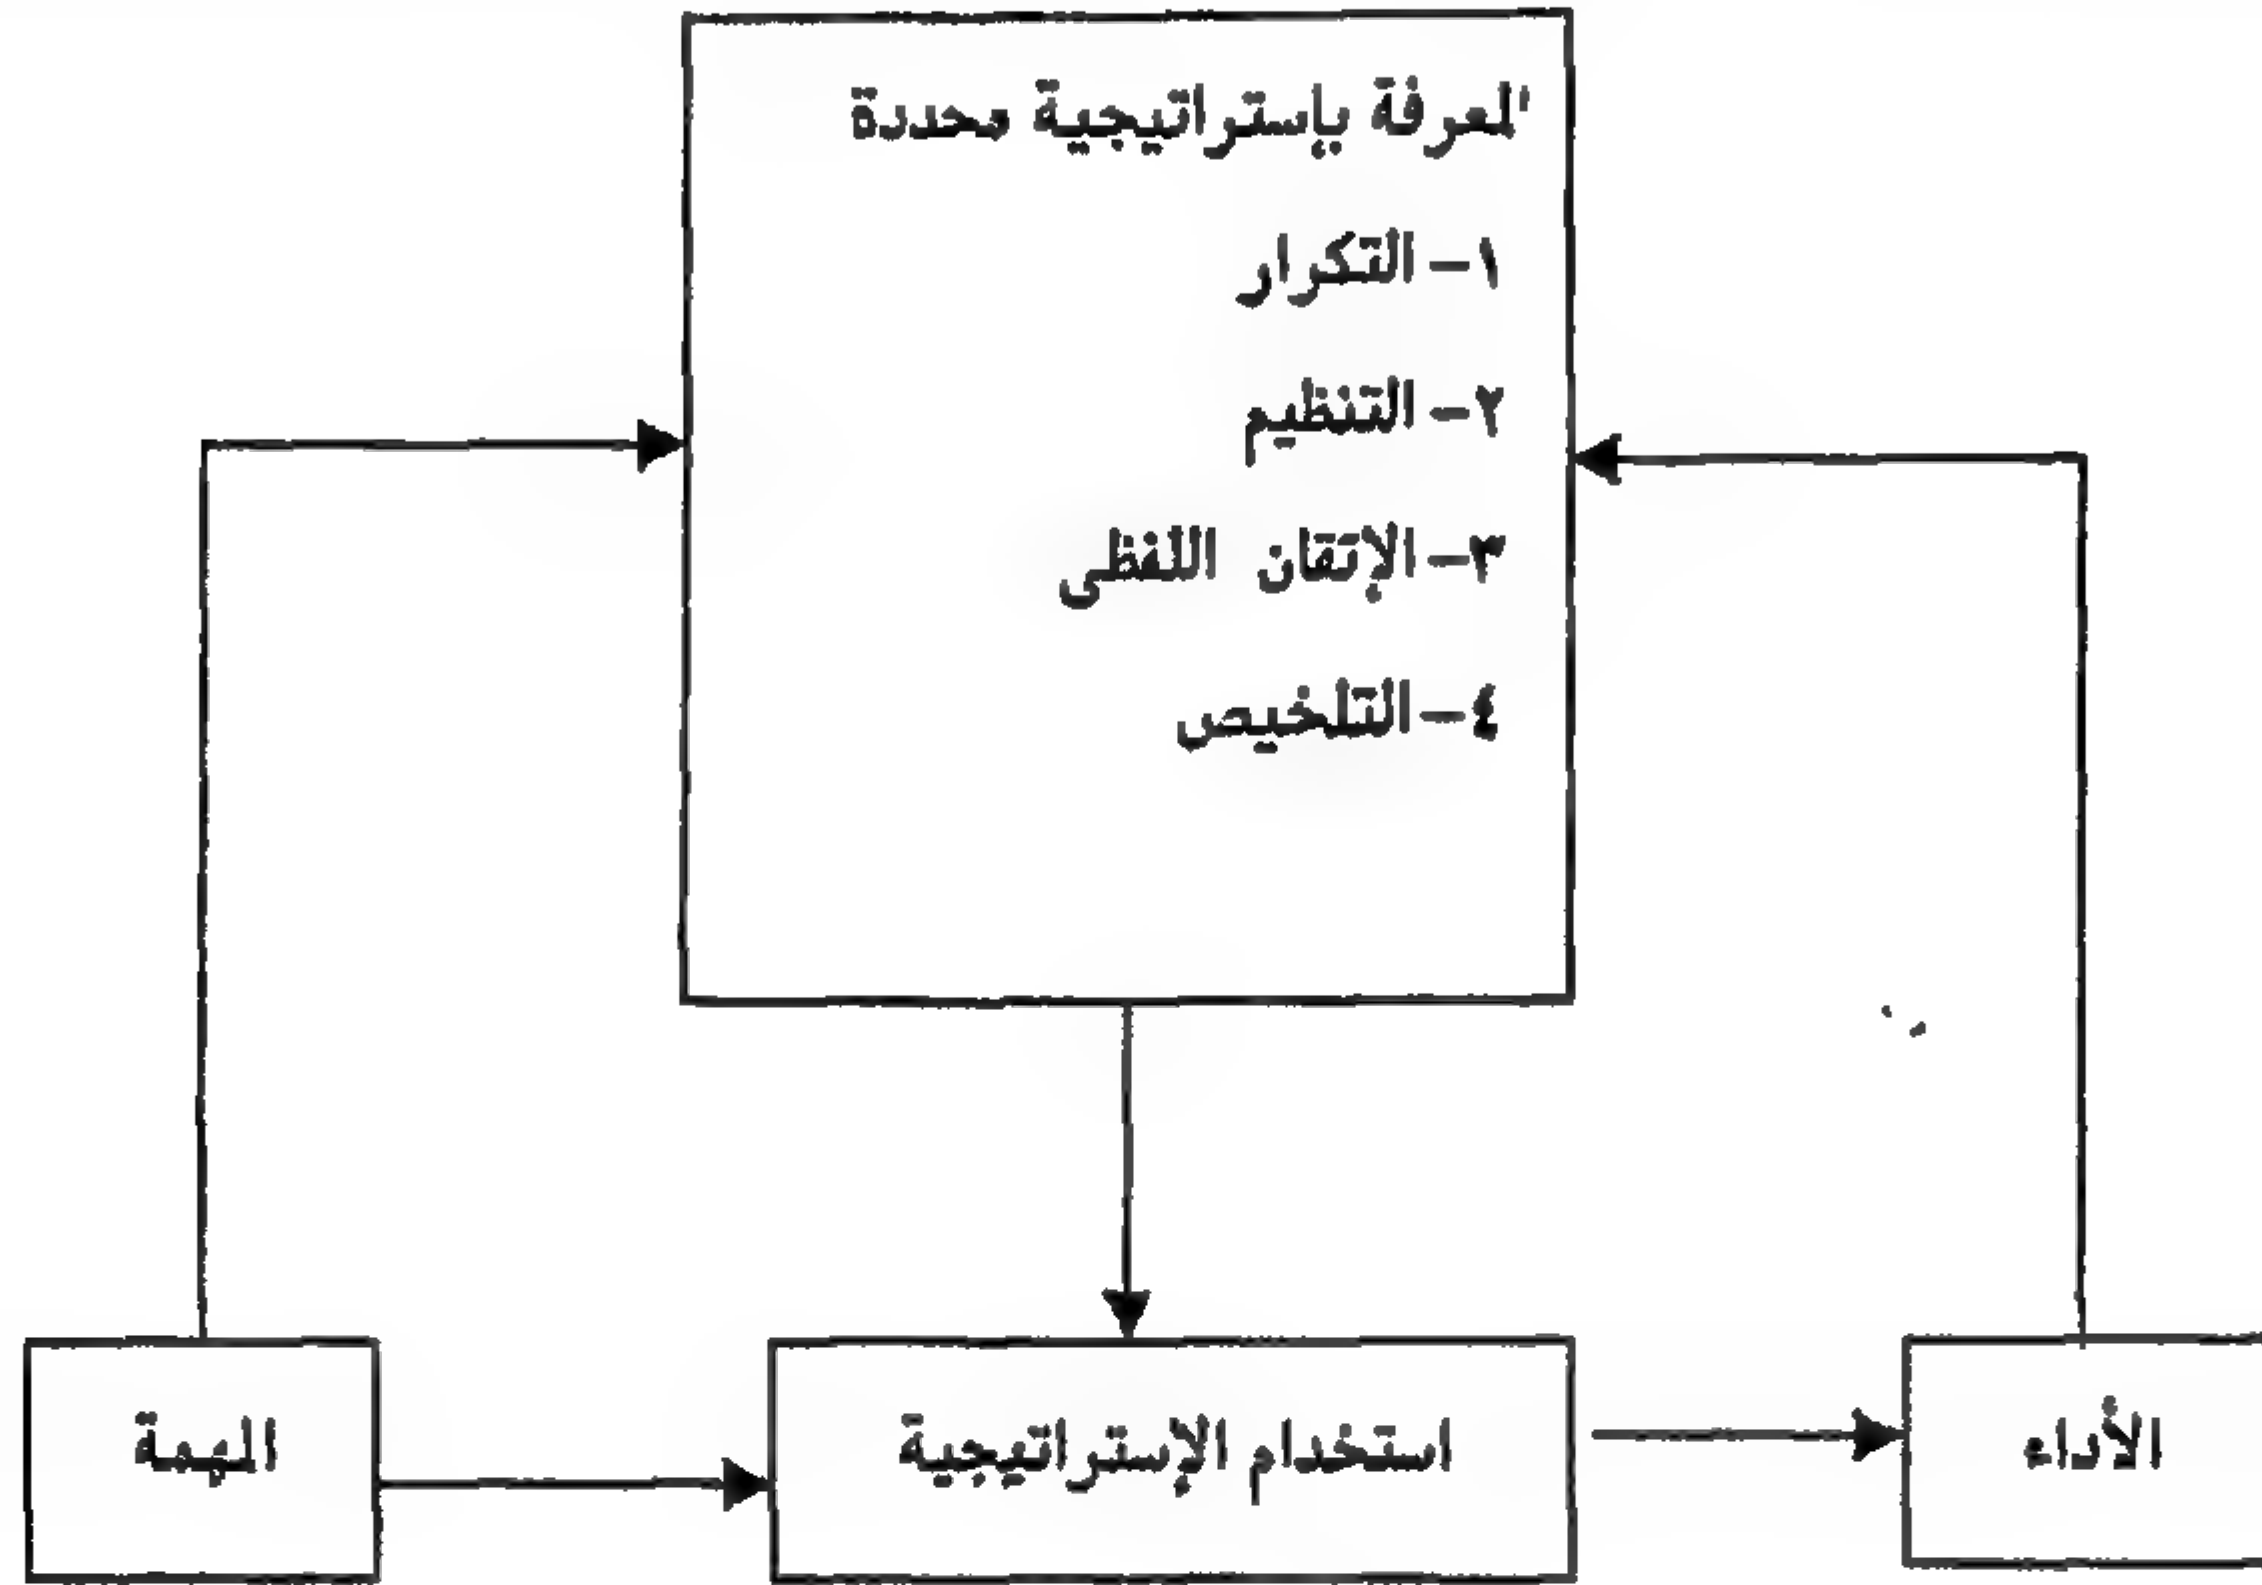 المعرفة بإستراتيجية محددة
١- التكرار
٢- التنظيم
٣- الإتقان اللفظى
٤- التلخيص
المهمة
استخدام الإستراتيجية
الأداء